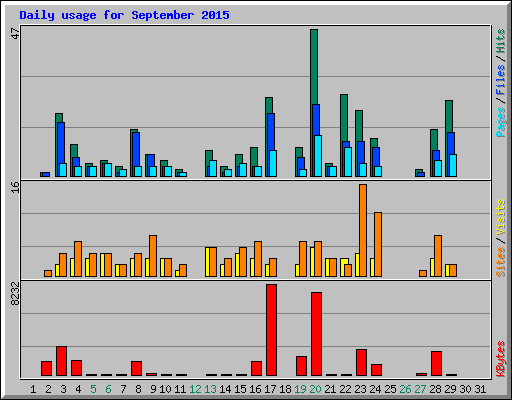 Daily usage for September 2015
47
Pages / Files / Hits
16
Sites / Visits
8232
KBytes
1 2 3 4 5 6 7 8 9 10 11 12 13 14 15 16 17 18 19 20 21 22 23 24 25 26 27 28 29 30 31